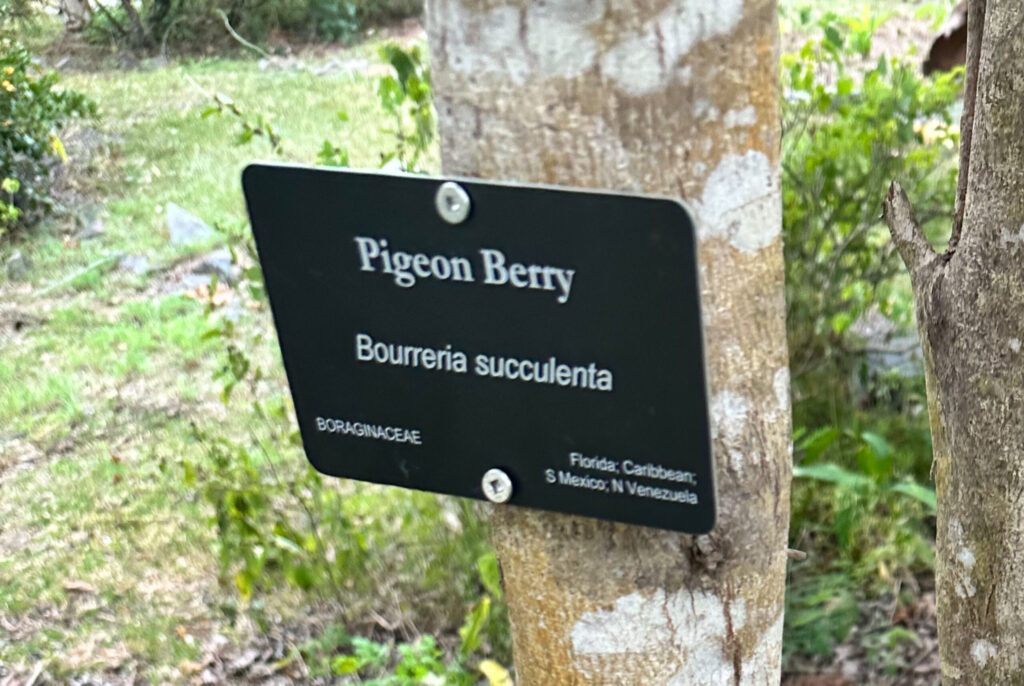 Pigeon Berry
Bourreria succulenta
BORAGINACEAE
Florida; Caribbean;
S Mexico; N Venezuela